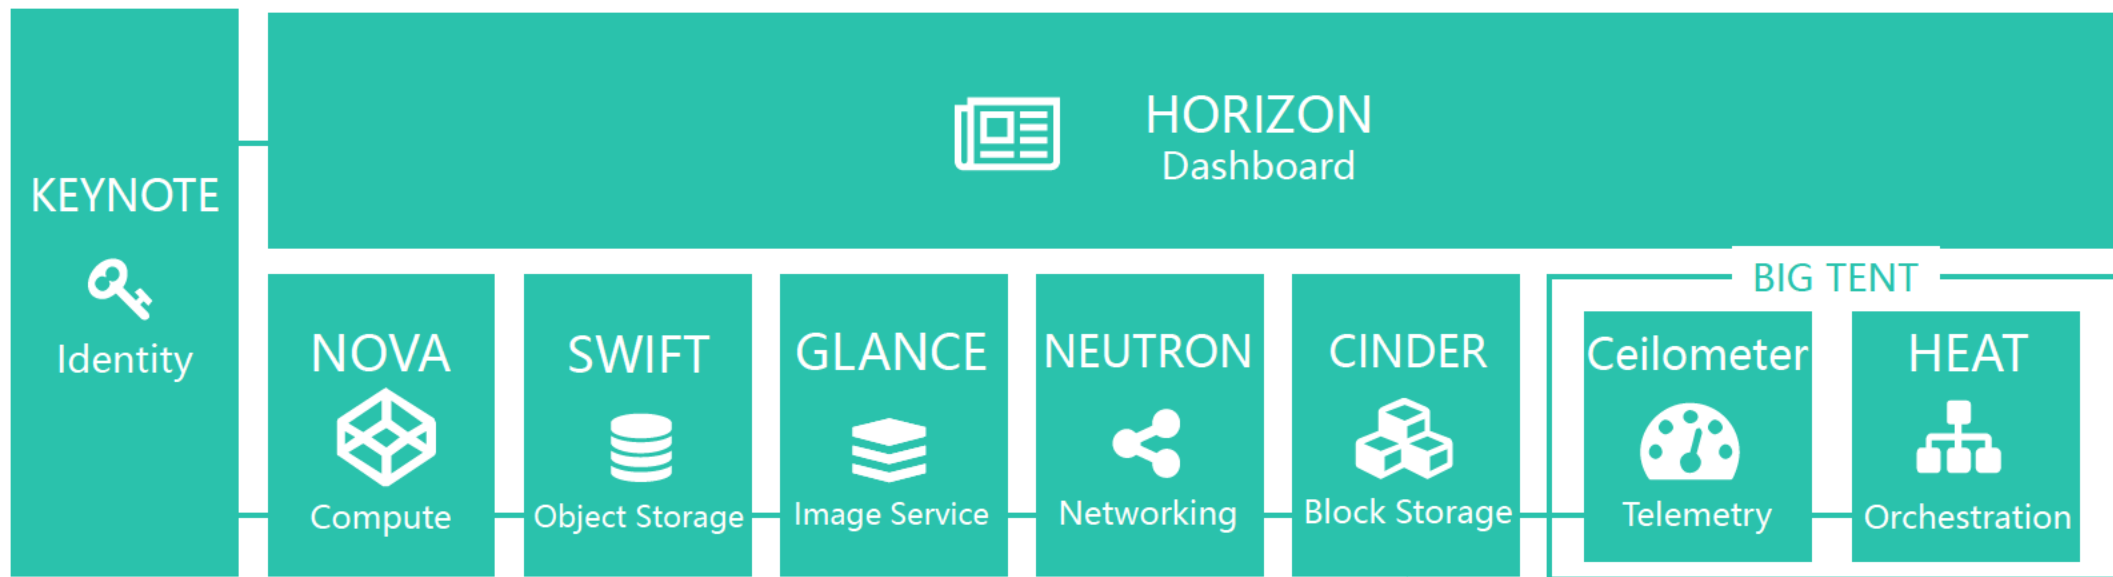 KEYNOTE
Identity
HORIZON
Dashboard
BIG TENT
NOVA
Compute
SWIFT
Object Storage
GLANCE
Image Service
NEUTRON
Networking
CINDER
Block Storage
Ceilometer
Telemetry
HEAT
Orchestration